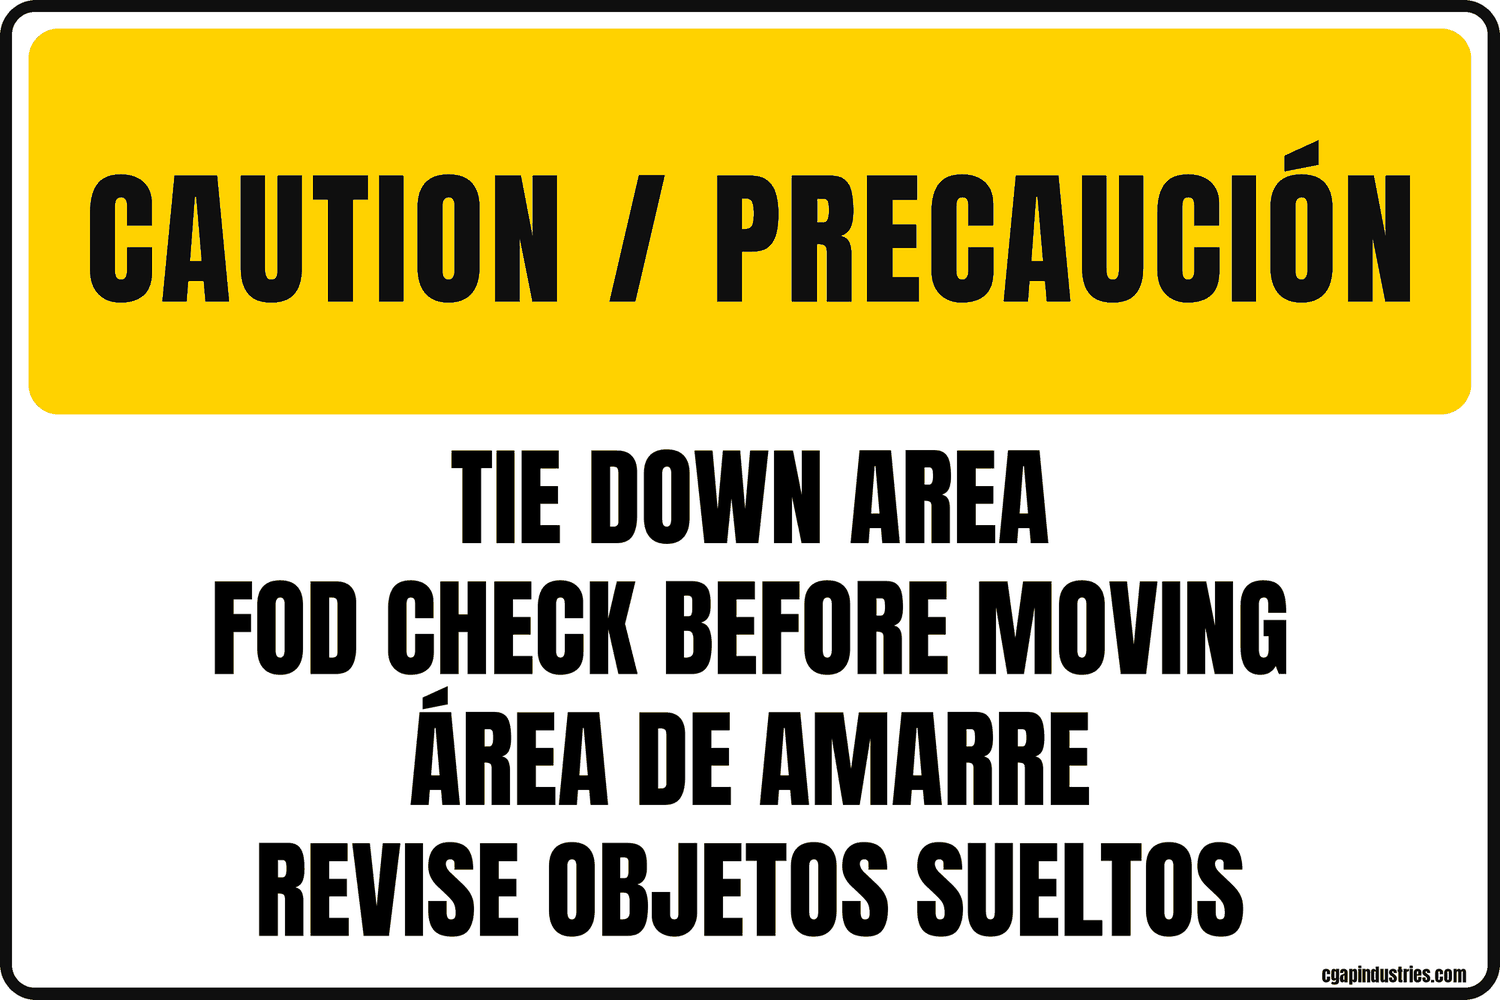 CAUTION / PRECAUCIÓN
TIE DOWN AREA
FOD CHECK BEFORE MOVING
ÁREA DE AMARRE
REVISE OBJETOS SUELTOS
cgapindustries.com